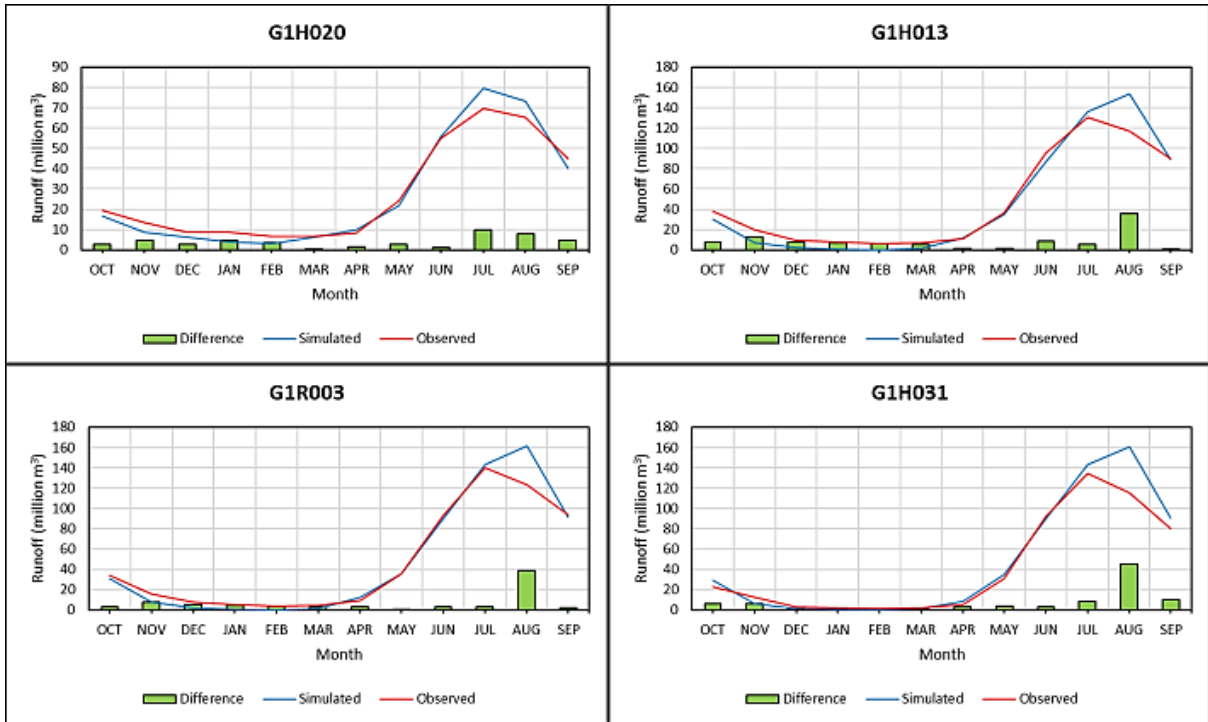 G1H020
Runoff (million m³)
90
80
70
60
50
40
30
20
10
0
OCT NOV DEC JAN FEB MAR APR MAY JUN JUL AUG SEP
Month
Difference Simulated Observed
G1H013
Runoff (million m³)
180
160
140
120
100
80
60
40
20
0
OCT NOV DEC JAN FEB MAR APR MAY JUN JUL AUG SEP
Month
Difference Simulated Observed
G1R003
Runoff (million m³)
180
160
140
120
100
80
60
40
20
0
OCT NOV DEC JAN FEB MAR APR MAY JUN JUL AUG SEP
Month
Difference Simulated Observed
G1H031
Runoff (million m³)
180
160
140
120
100
80
60
40
20
0
OCT NOV DEC JAN FEB MAR APR MAY JUN JUL AUG SEP
Month
Difference Simulated Observed